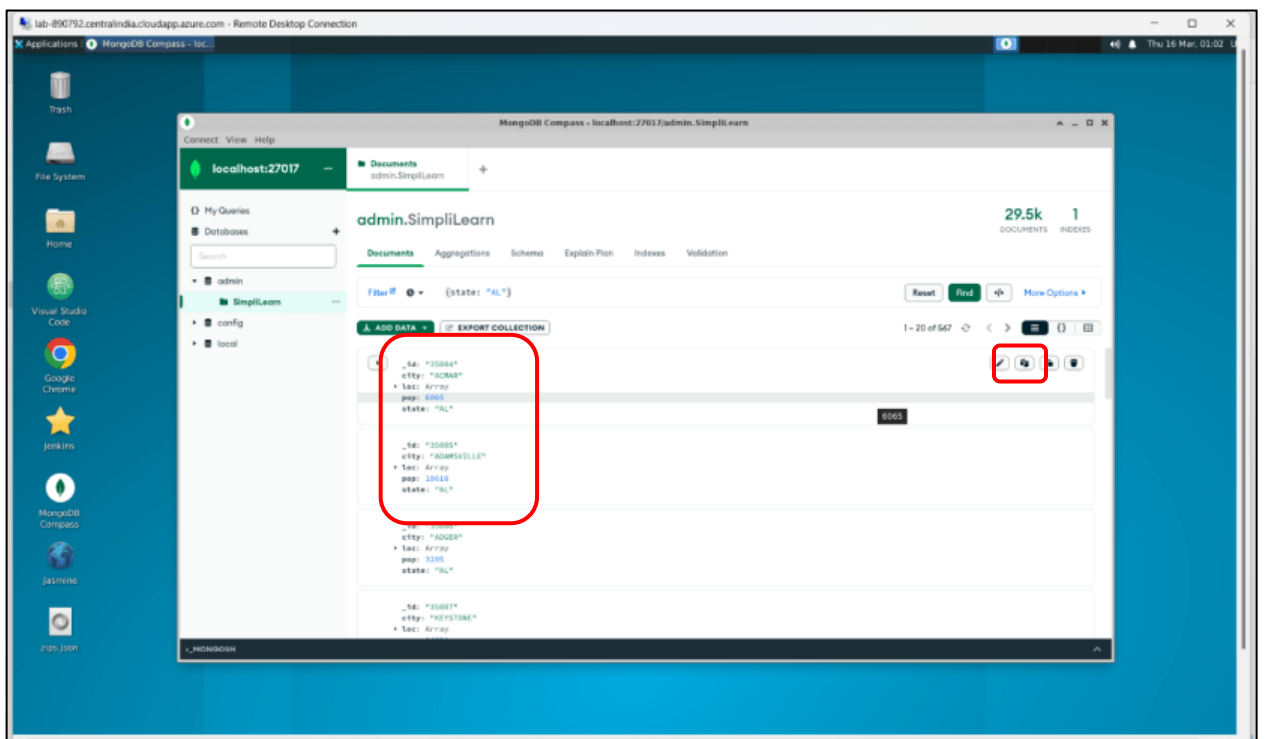 lab-890792.centralindia.cloudapp.azure.com - Remote Desktop Connection
Applications : MongoDB Compass - loc...
Thu 16 Mar, 01:02 U
Trash
File System
Home
Visual Studio
Code
Google
Chrome
Jenkins
MongoDB
Compass
Jasmine
zips.json
MongoDB Compass - localhost:27017/admin.SimpliLearn
Connect View Help
localhost:27017 ...
My Queries
Databases +
Search
admin
SimpliLearn ...
config
local
Documents
admin.SimpliLearn
+
admin.SimpliLearn
29.5k 1
DOCUMENTS INDEXES
Documents Aggregations Schema Explain Plan Indexes Validation
Filter {state: "AL"} Reset Find </> More Options
ADD DATA EXPORT COLLECTION 1 - 20 of 567 {}
_id: "35004"
city: "ACMAR"
loc: Array
pop: 6065
state: "AL"
6065
_id: "35005"
city: "ADAMSVILLE"
loc: Array
pop: 10616
state: "AL"
_id: "35006"
city: "ADGER"
loc: Array
pop: 3205
state: "AL"
_id: "35007"
city: "KEYSTONE"
loc: Array
>_MONGOSH